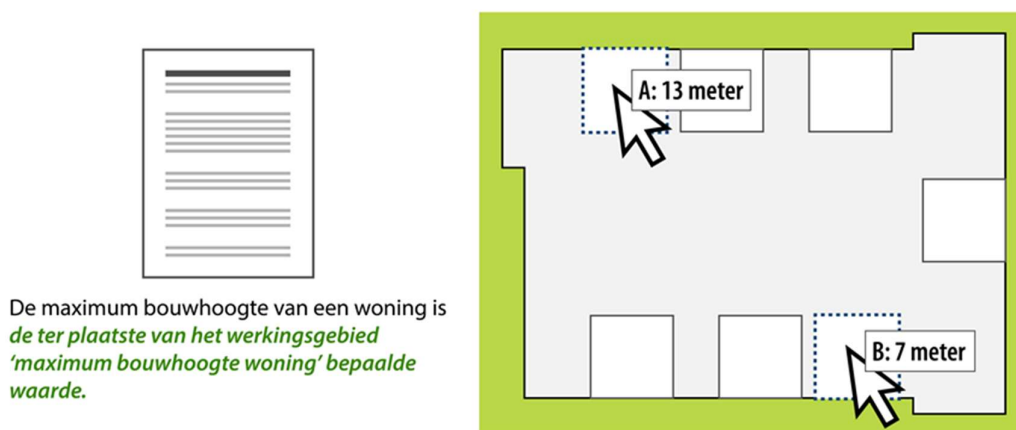 De maximum bouwhoogte van een woning is
de ter plaatste van het werkingsgebied
‘maximum bouwhoogte woning’ bepaalde
waarde.
A: 13 meter
B: 7 meter